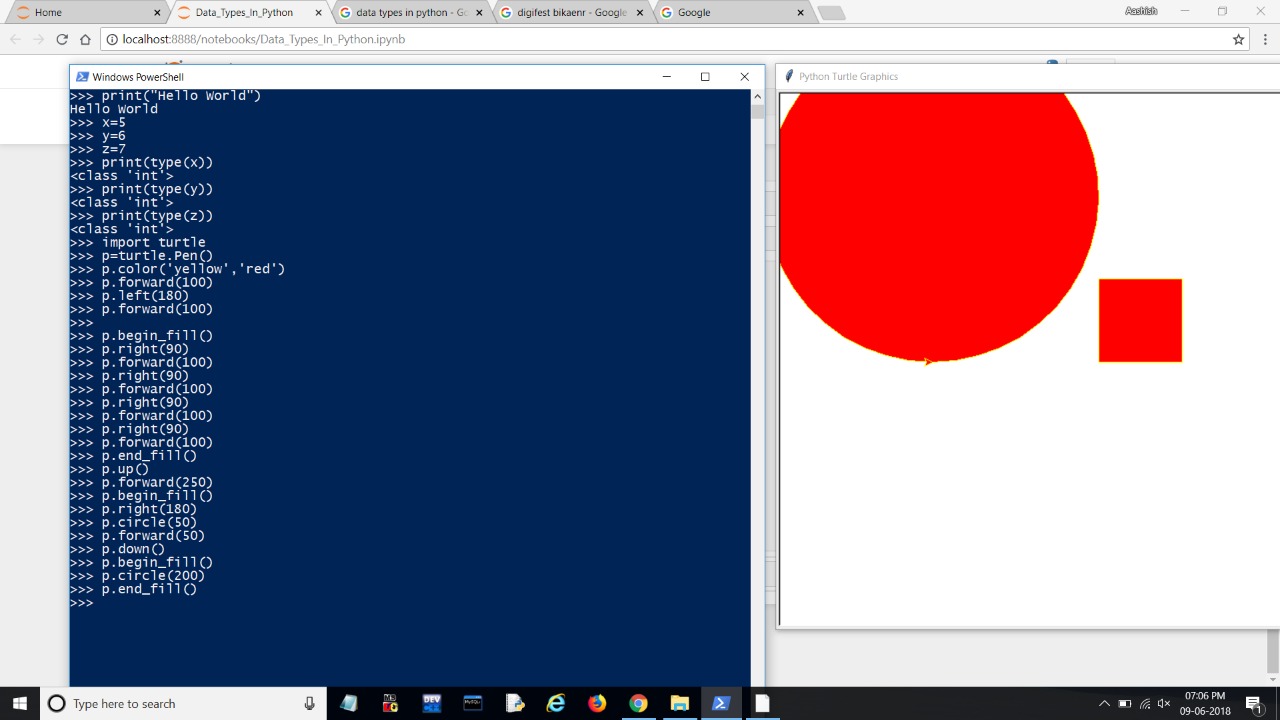 Home
Data_Types_In_Python
data types in python - Go
digifest bikaenr - Google
Google
Aashish
localhost:8888/notebooks/Data_Types_In_Python.ipynb
Windows PowerShell
>>> print("Hello World")
Hello World
>>> x=5
>>> y=6
>>> z=7
>>> print(type(x))
<class 'int'>
>>> print(type(y))
<class 'int'>
>>> print(type(z))
<class 'int'>
>>> import turtle
>>> p=turtle.Pen()
>>> p.color('yellow','red')
>>> p.forward(100)
>>> p.left(180)
>>> p.forward(100)
>>>
>>> p.begin_fill()
>>> p.right(90)
>>> p.forward(100)
>>> p.right(90)
>>> p.forward(100)
>>> p.right(90)
>>> p.forward(100)
>>> p.right(90)
>>> p.forward(100)
>>> p.end_fill()
>>> p.up()
>>> p.forward(250)
>>> p.begin_fill()
>>> p.right(180)
>>> p.circle(50)
>>> p.forward(50)
>>> p.down()
>>> p.begin_fill()
>>> p.circle(200)
>>> p.end_fill()
>>>
Python Turtle Graphics
Type here to search
DEV
MySQL
07:06 PM
09-06-2018
1